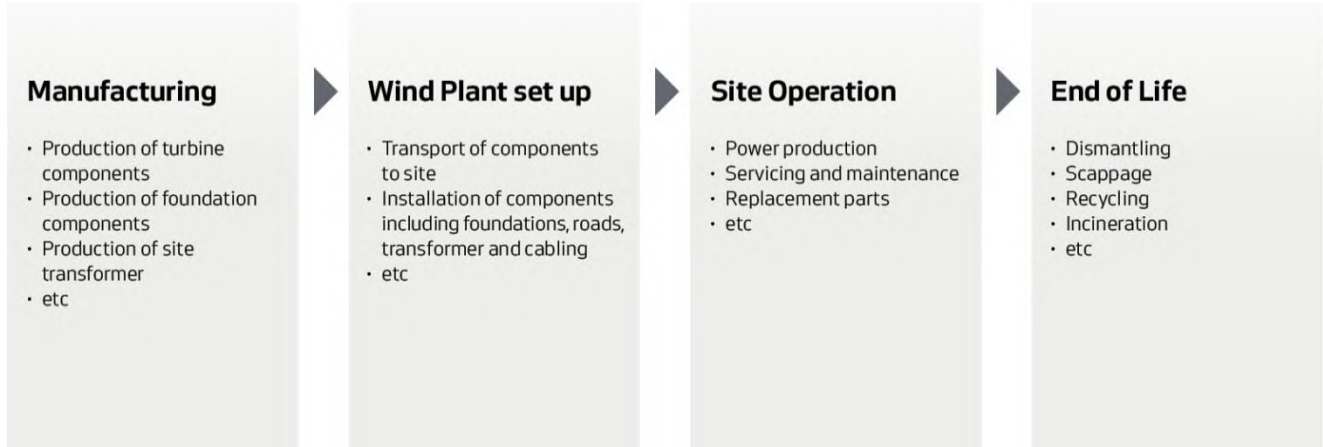 Manufacturing
• Production of turbine
components
• Production of foundation
components
• Production of site
transformer
• etc
Wind Plant set up
• Transport of components
to site
• Installation of components
including foundations, roads,
transformer and cabling
• etc
Site Operation
• Power production
• Servicing and maintenance
• Replacement parts
• etc
End of Life
• Dismantling
• Scappage
• Recycling
• Incineration
• etc